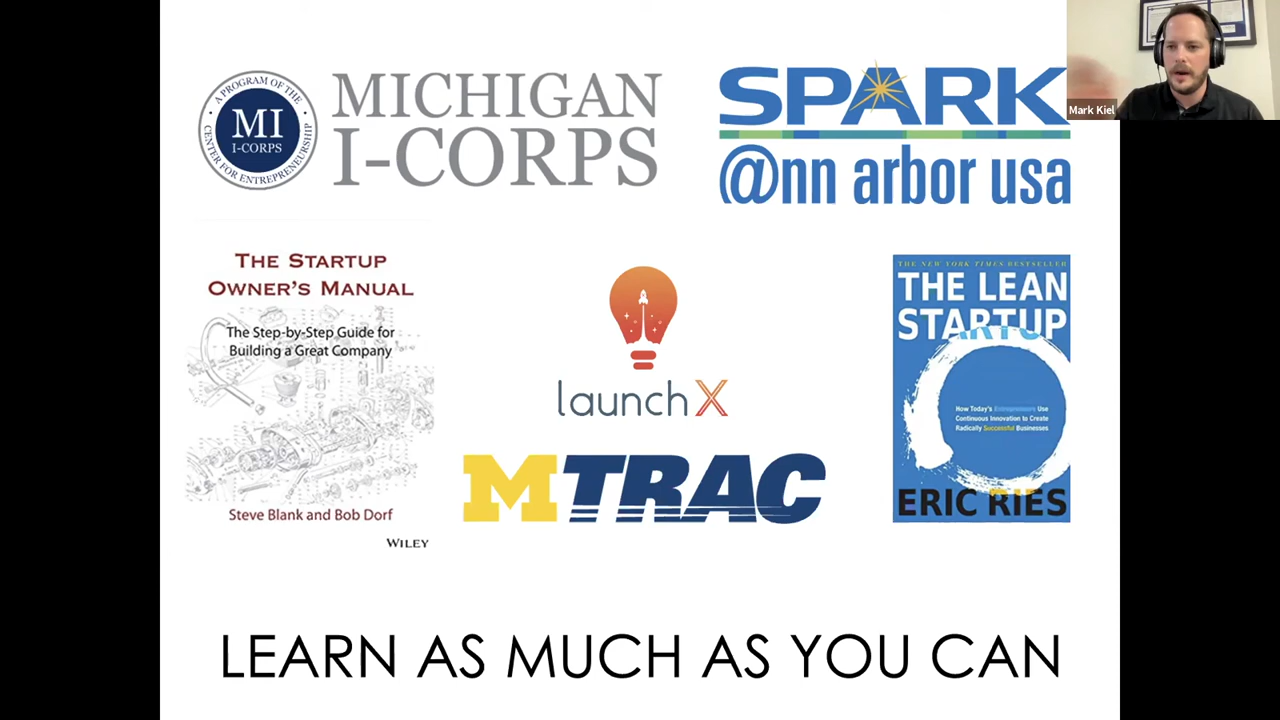 A PROGRAM OF THE
MI
I-CORPS
CENTER FOR ENTREPRENEURSHIP
MICHIGAN
I-CORPS
SPARK
@nn arbor usa
Mark Kiel
THE STARTUP
OWNER'S MANUAL
The Step-by-Step Guide for
Building a Great Company
Steve Blank and Bob Dorf
WILEY
launchX
MTRAC
THE NEW YORK TIMES BESTSELLER
THE LEAN
STARTUP
How Today's Entrepreneurs Use
Continuous Innovation to Create
Radically Successful Businesses
ERIC RIES
LEARN AS MUCH AS YOU CAN